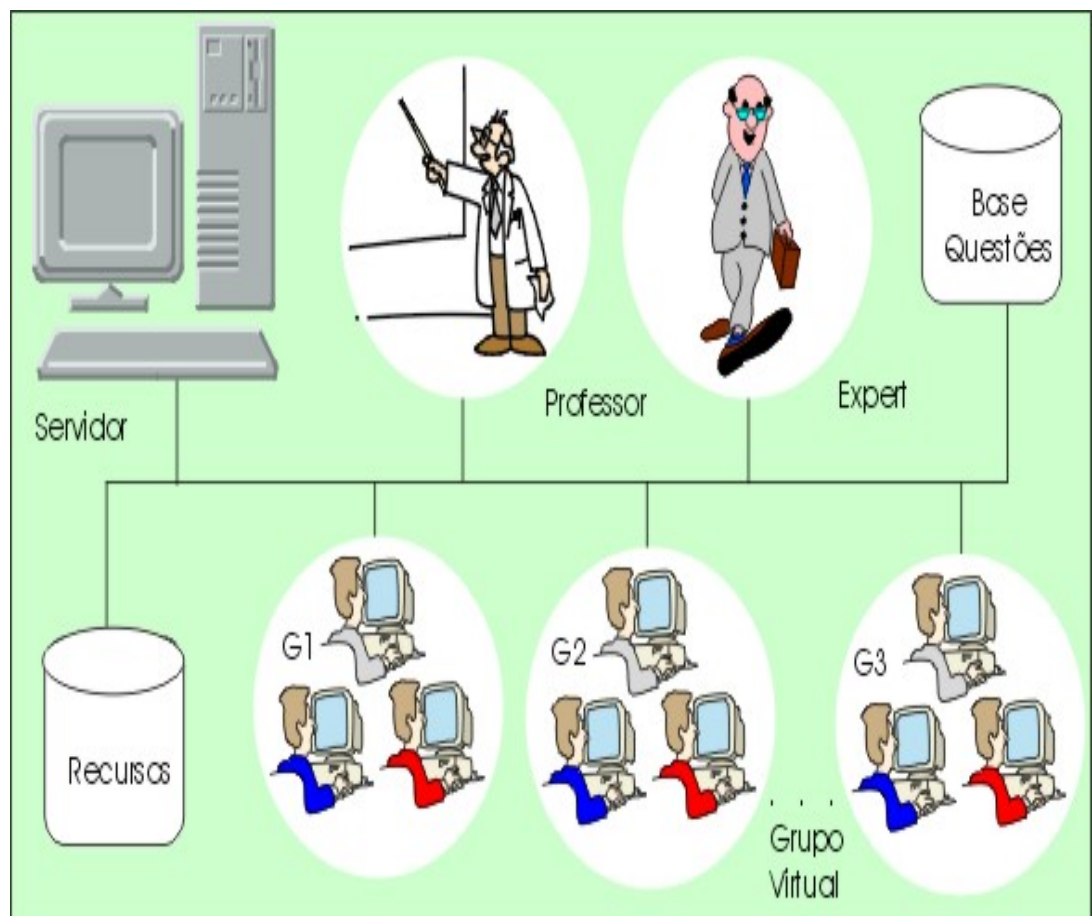 Base
Questões
Professor
Expert
Servidor
G1
G2
G3
Recursos
. . . .
Grupo
Virtual